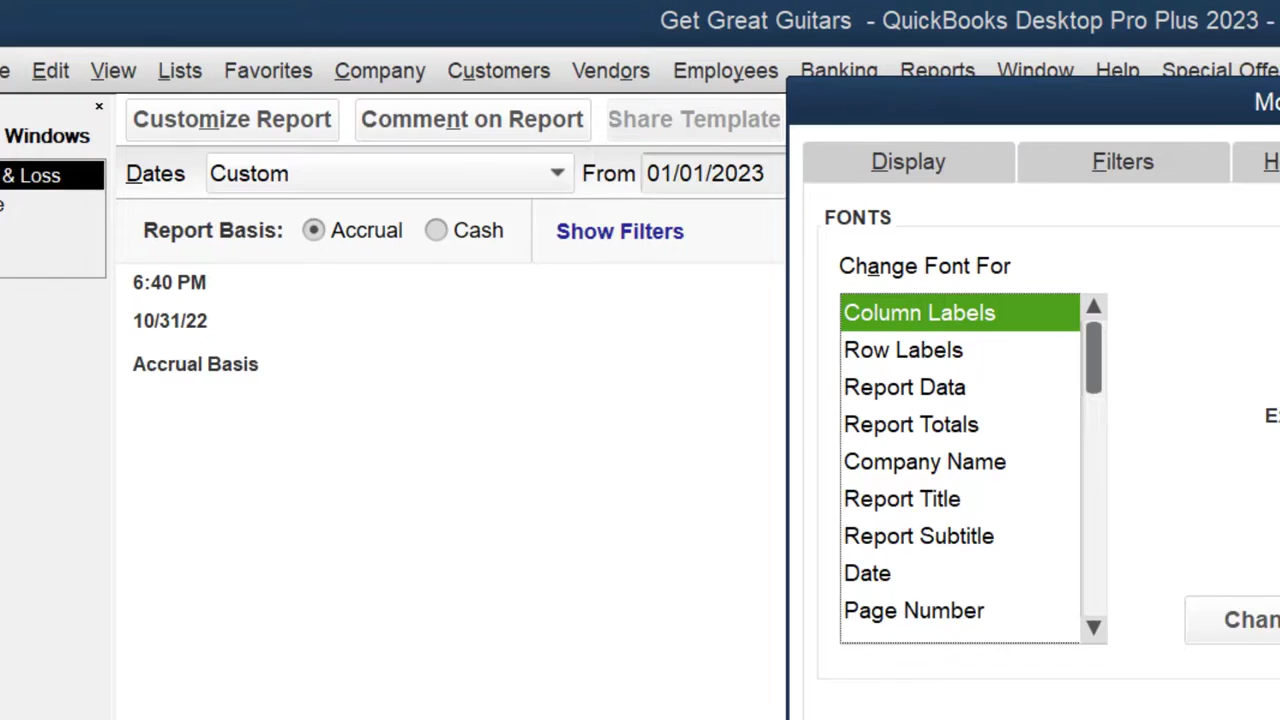 Get Great Guitars - QuickBooks Desktop Pro Plus 2023 -
e Edit View Lists Favorites Company Customers Vendors Employees Banking Reports Window Help Special Offe
Mo
Windows
Customize Report Comment on Report Share Template
& Loss
Dates Custom From 01/01/2023
Display Filters H
e
FONTS
Report Basis: Accrual Cash Show Filters
Change Font For
6:40 PM
10/31/22
Accrual Basis
Column Labels
Row Labels
Report Data
Report Totals
Company Name
Report Title
Report Subtitle
Date
Page Number
Chan